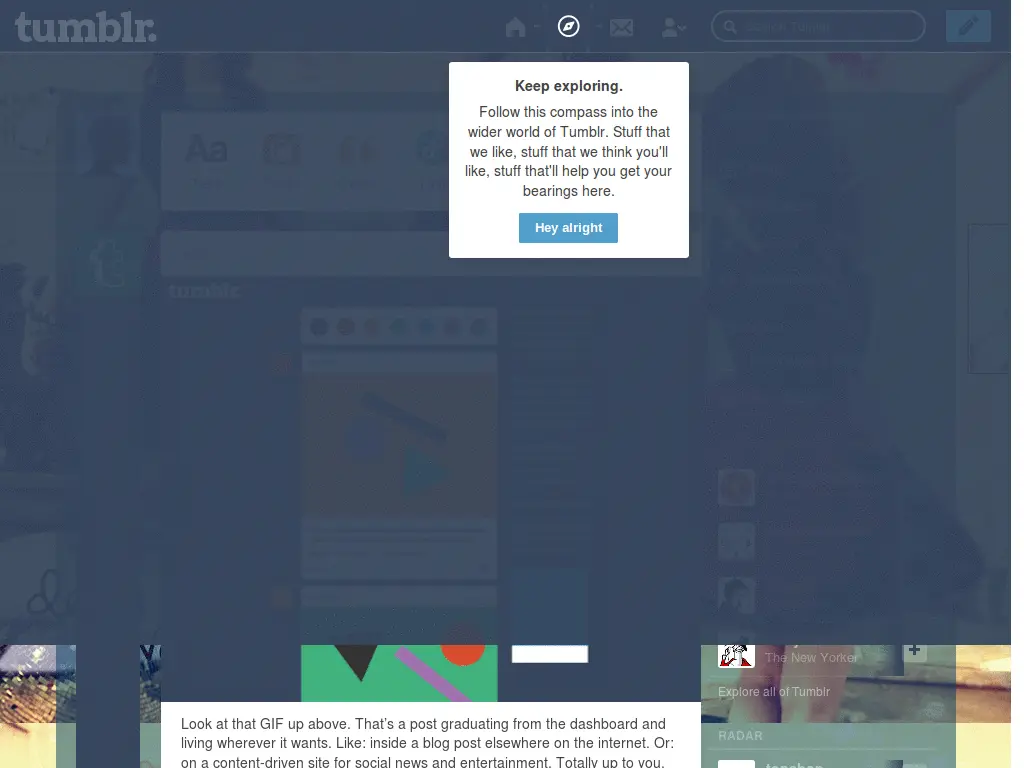 tumblr.
Search Tumblr
Keep exploring.
Follow this compass into the
wider world of Tumblr. Stuff that
we like, stuff that we think you'll
like, stuff that'll help you get your
bearings here.
Hey alright
Aa
tumblr
The New Yorker
Explore all of Tumblr
RADAR
Look at that GIF up above. That's a post graduating from the dashboard and
living wherever it wants. Like: inside a blog post elsewhere on the internet. Or:
on a content-driven site for social news and entertainment. Totally up to you.